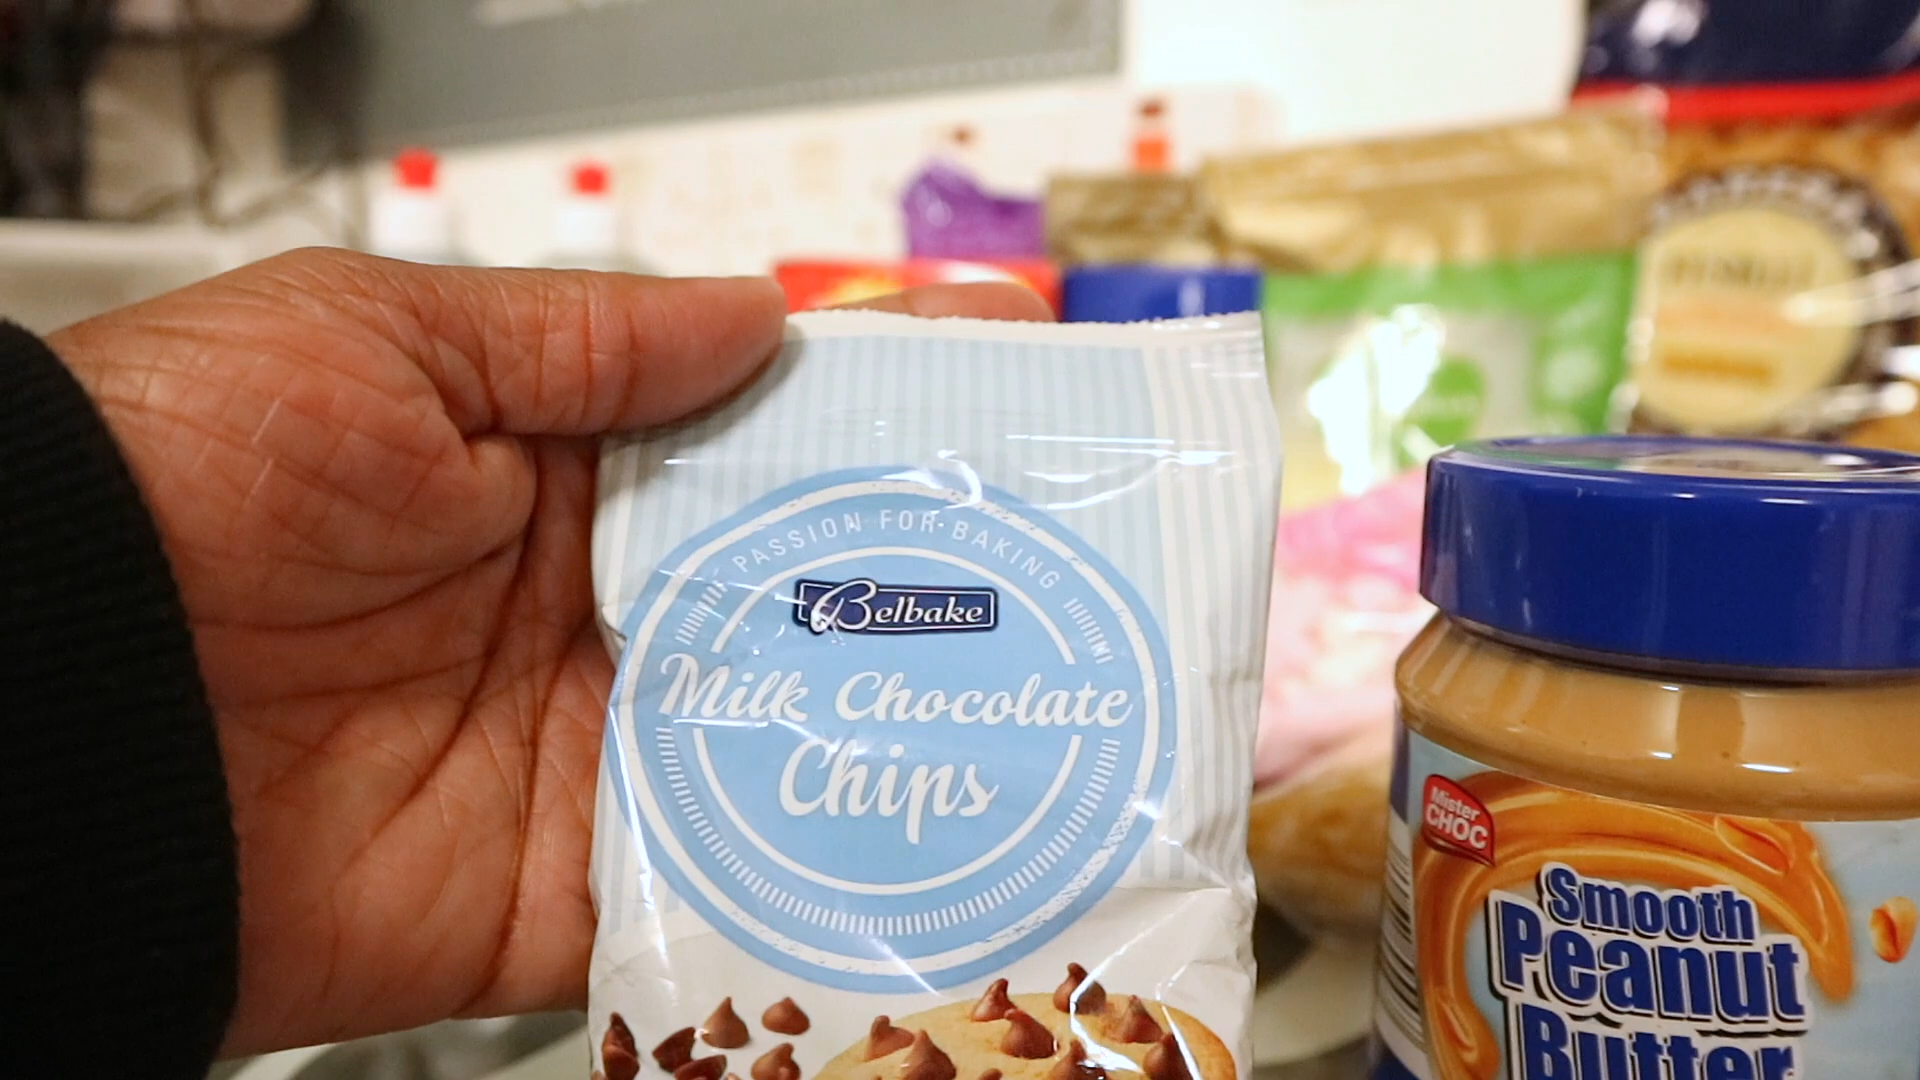 PASSION FOR BAKING
Belbake
Milk Chocolate
Chips
Mister
CHOC
Smooth
Peanut
Butter